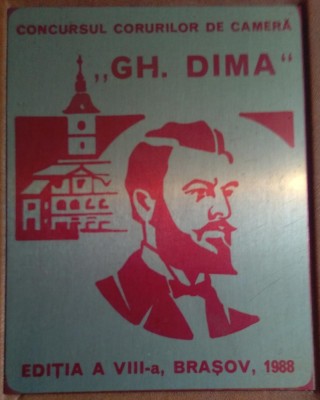 CONCURSUL CORURILOR DE CAMERĂ
„GH. DIMA“
EDIȚIA A VIII-a, BRAȘOV, 1988